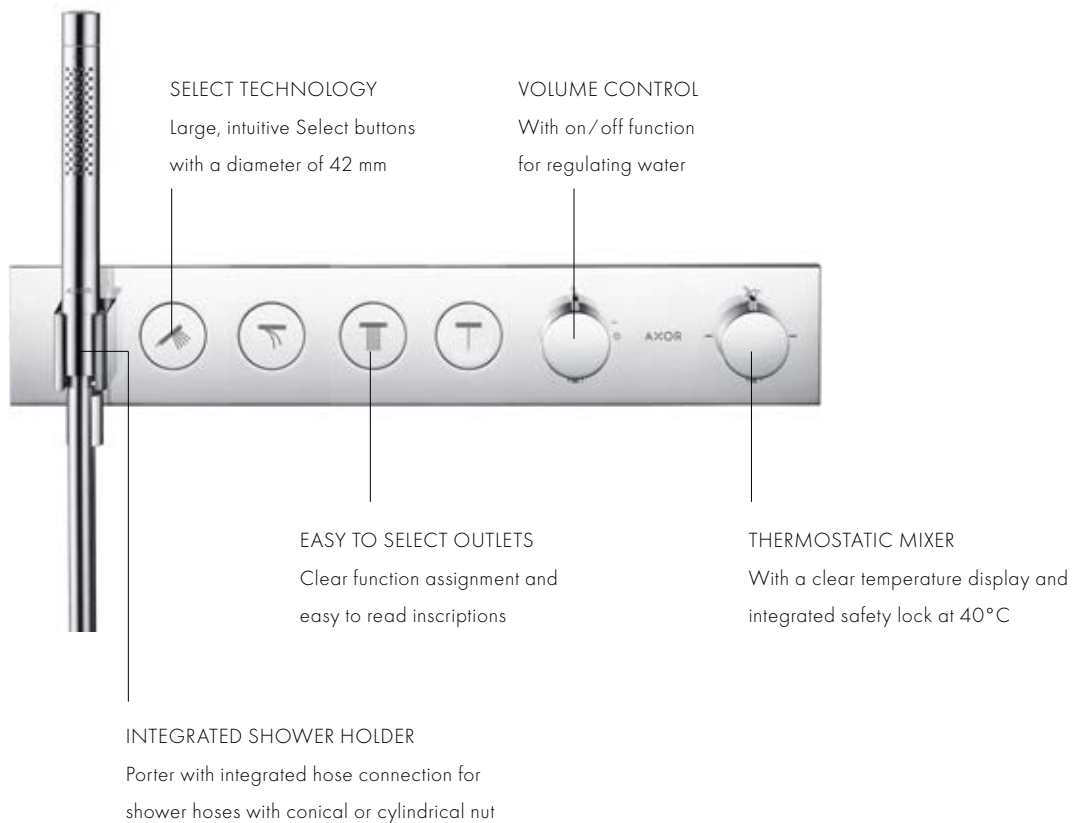 SELECT TECHNOLOGY
Large, intuitive Select buttons
with a diameter of 42 mm
VOLUME CONTROL
With on/off function
for regulating water
AXOR
EASY TO SELECT OUTLETS
Clear function assignment and
easy to read inscriptions
THERMOSTATIC MIXER
With a clear temperature display and
integrated safety lock at 40°C
INTEGRATED SHOWER HOLDER
Porter with integrated hose connection for
shower hoses with conical or cylindrical nut